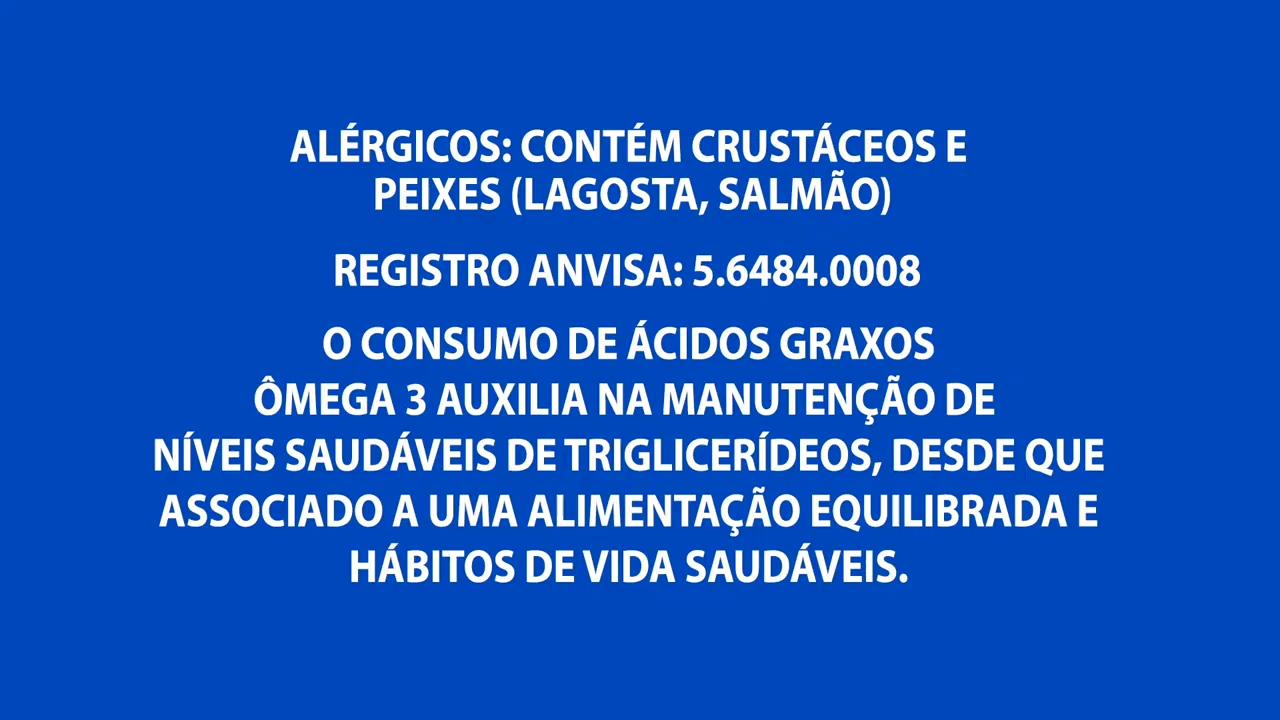 ALÉRGICOS: CONTÉM CRUSTÁCEOS E
PEIXES (LAGOSTA, SALMÃO)
REGISTRO ANVISA: 5.6484.0008
O CONSUMO DE ÁCIDOS GRAXOS
ÔMEGA 3 AUXILIA NA MANUTENÇÃO DE
NÍVEIS SAUDÁVEIS DE TRIGLICERÍDEOS, DESDE QUE
ASSOCIADO A UMA ALIMENTAÇÃO EQUILIBRADA E
HÁBITOS DE VIDA SAUDÁVEIS.